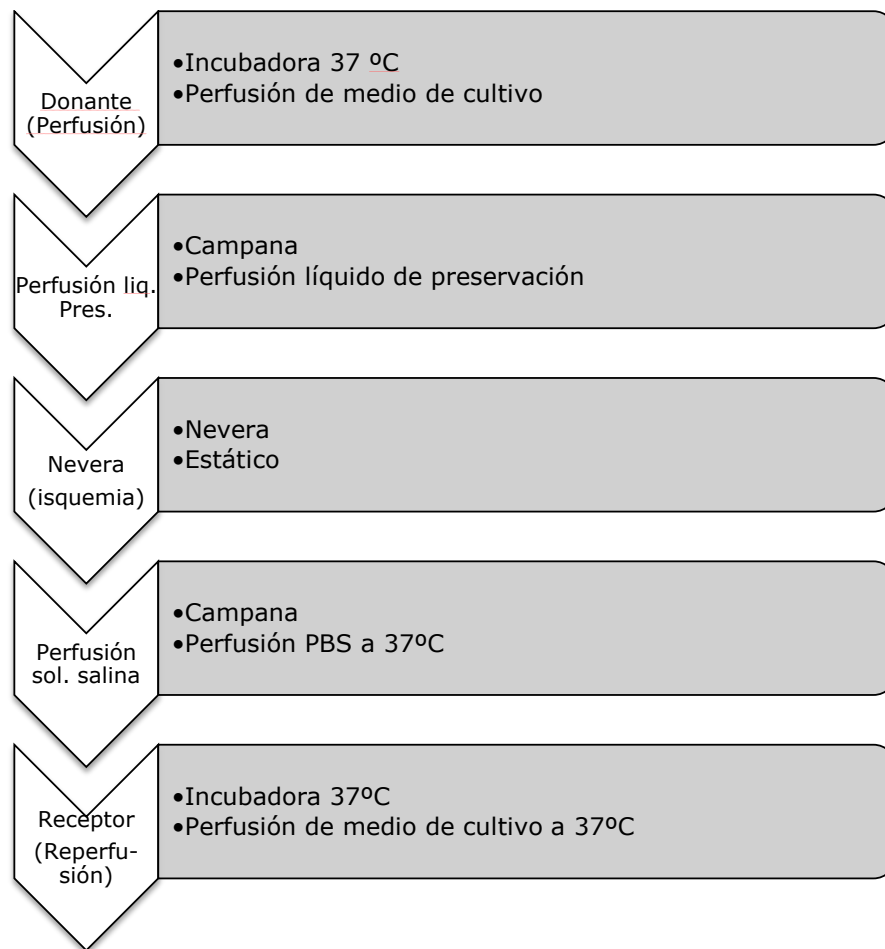 Donante
(Perfusión)
•Incubadora 37 ºC
•Perfusión de medio de cultivo
Perfusión liq.
Pres.
•Campana
•Perfusión líquido de preservación
Nevera
(isquemia)
•Nevera
•Estático
Perfusión
sol. salina
•Campana
•Perfusión PBS a 37ºC
Receptor
(Reperfu-
sión)
•Incubadora 37ºC
•Perfusión de medio de cultivo a 37ºC